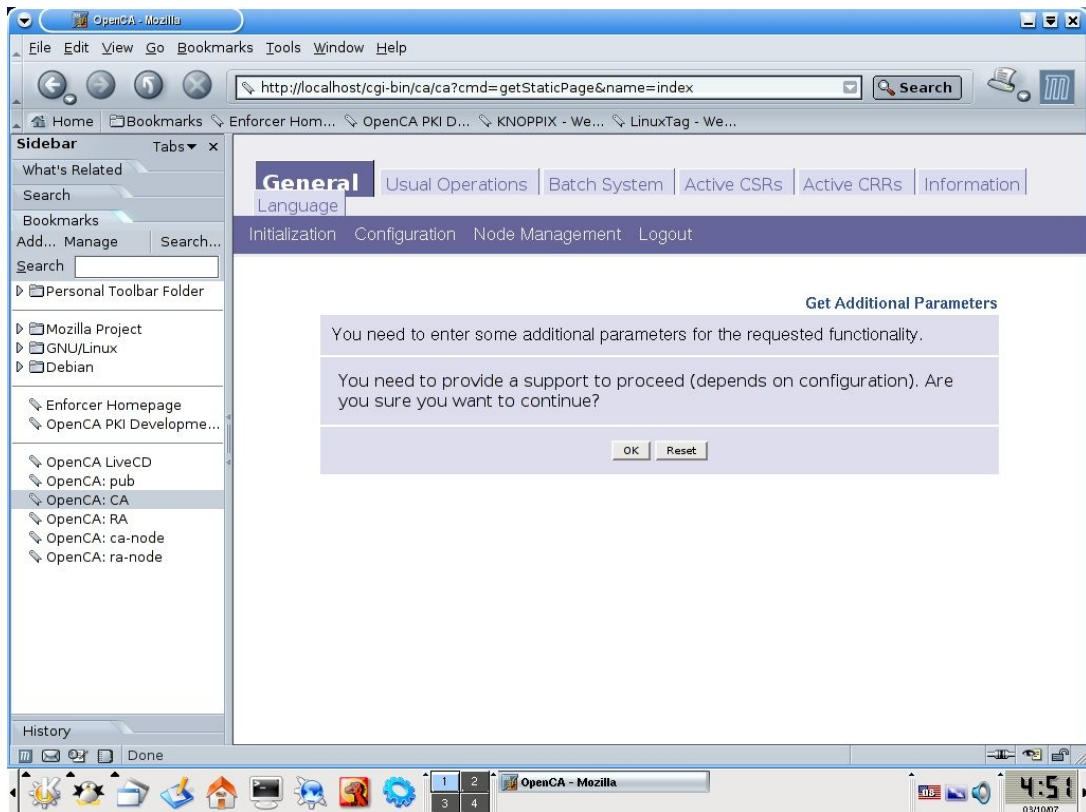 OpenCA - Mozilla
File Edit View Go Bookmarks Tools Window Help
http://localhost/cgi-bin/ca/ca?cmd=getStaticPage&name=index
Search
Home Bookmarks Enforcer Hom... OpenCA PKI D... KNOPPIX - We... LinuxTag - We...
Sidebar Tabs x
What's Related
Search
Bookmarks
Add... Manage Search...
Search
Personal Toolbar Folder
Mozilla Project
GNU/Linux
Debian
Enforcer Homepage
OpenCA PKI Developme...
OpenCA LiveCD
OpenCA: pub
OpenCA: CA
OpenCA: RA
OpenCA: ca-node
OpenCA: ra-node
History
General Usual Operations Batch System Active CSRs Active CRRs Information
Language
Initialization Configuration Node Management Logout
Get Additional Parameters
You need to enter some additional parameters for the requested functionality.
You need to provide a support to proceed (depends on configuration). Are
you sure you want to continue?
OK Reset
Done
1 2
3 4
OpenCA - Mozilla
us
4:51
03/10/07